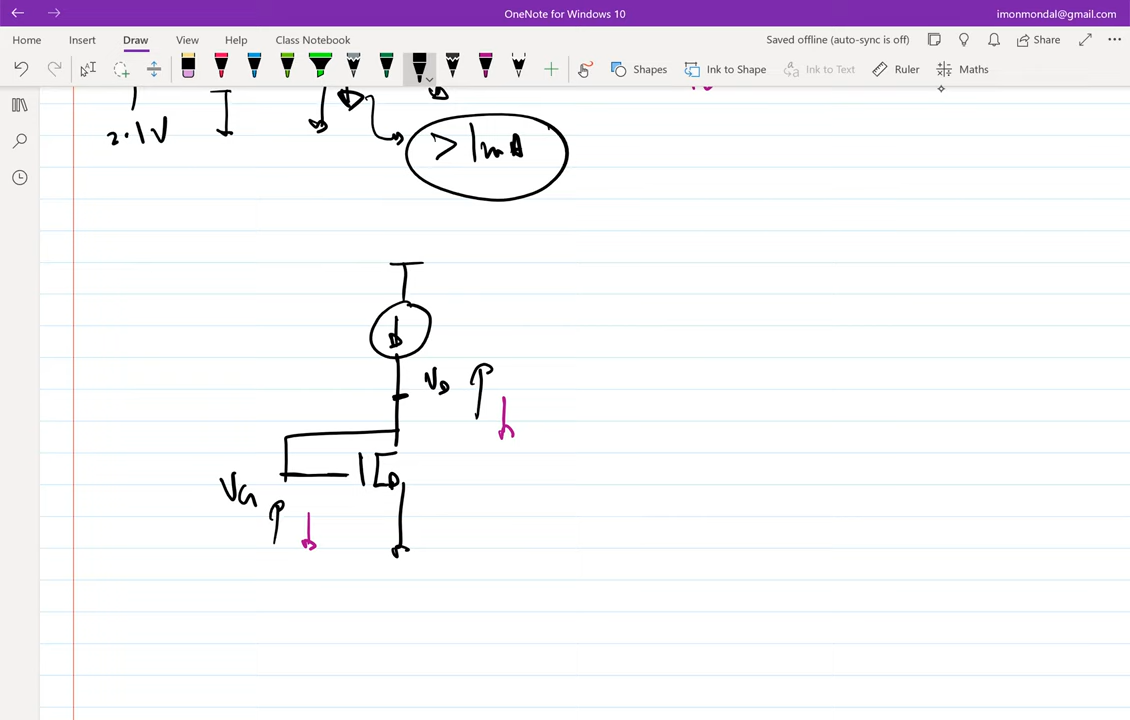 OneNote for Windows 10
imonmondal@gmail.com
Home Insert Draw View Help Class Notebook
Saved offline (auto-sync is off) Share
Shapes Ink to Shape Ink to Text Ruler Maths
2.1V
> 1mA
VD
VG